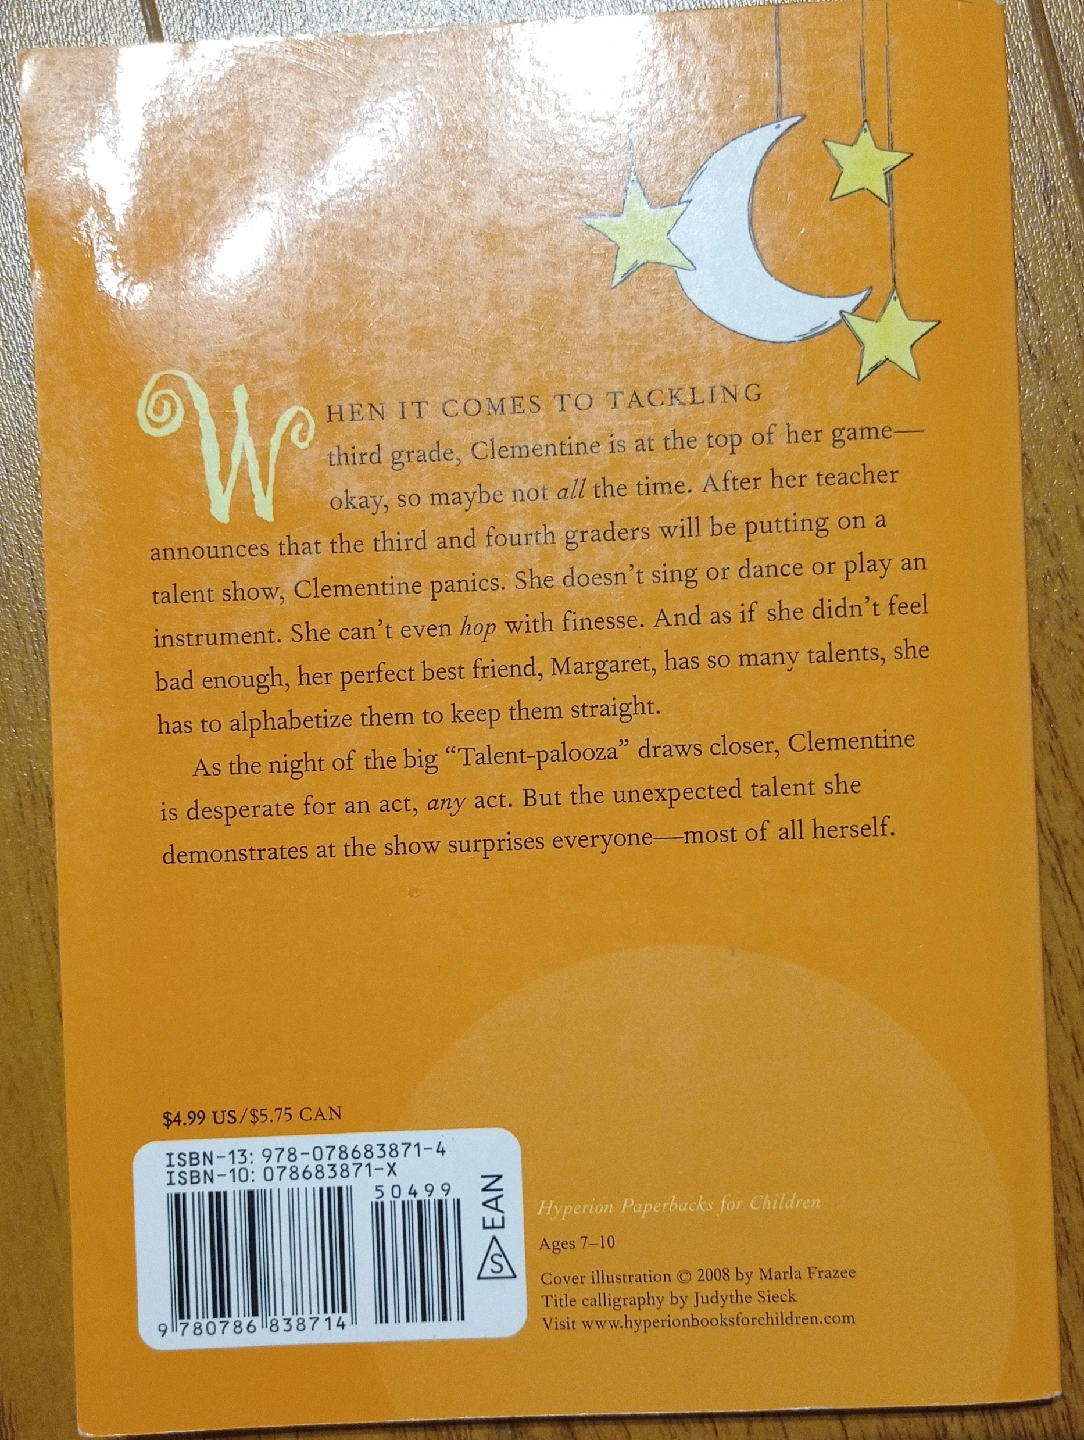 WHEN IT COMES TO TACKLING
third grade, Clementine is at the top of her game—
okay, so maybe not all the time. After her teacher
announces that the third and fourth graders will be putting on a
talent show, Clementine panics. She doesn't sing or dance or play an
instrument. She can't even hop with finesse. And as if she didn't feel
bad enough, her perfect best friend, Margaret, has so many talents, she
has to alphabetize them to keep them straight.
As the night of the big “Talent-palooza” draws closer, Clementine
is desperate for an act, any act. But the unexpected talent she
demonstrates at the show surprises everyone—most of all herself.
$4.99 US/$5.75 CAN
ISBN-13: 978-078683871-4
ISBN-10: 078683871-X
50499
9 780786 838714
S EAN
Hyperion Paperbacks for Children
Ages 7–10
Cover illustration © 2008 by Marla Frazee
Title calligraphy by Judythe Sieck
Visit www.hyperionbooksforchildren.com